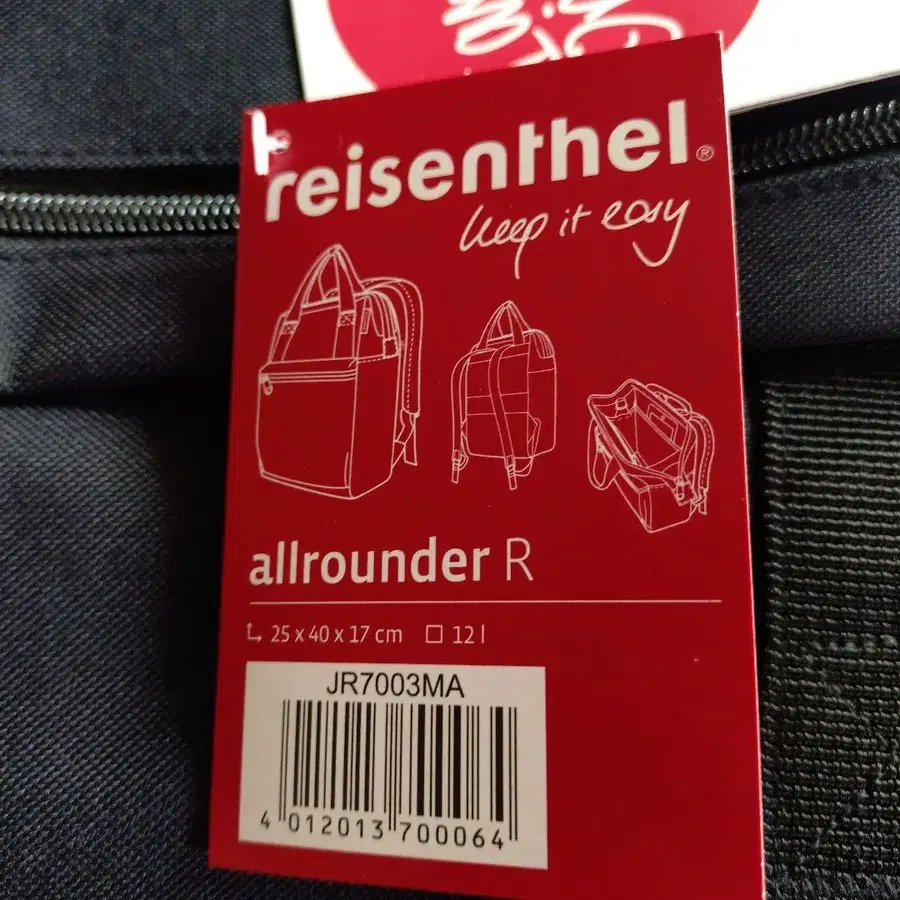 reisenthel®
keep it easy
allrounder R
25 x 40 x 17 cm 12 l
JR7003MA
4 012013 700064